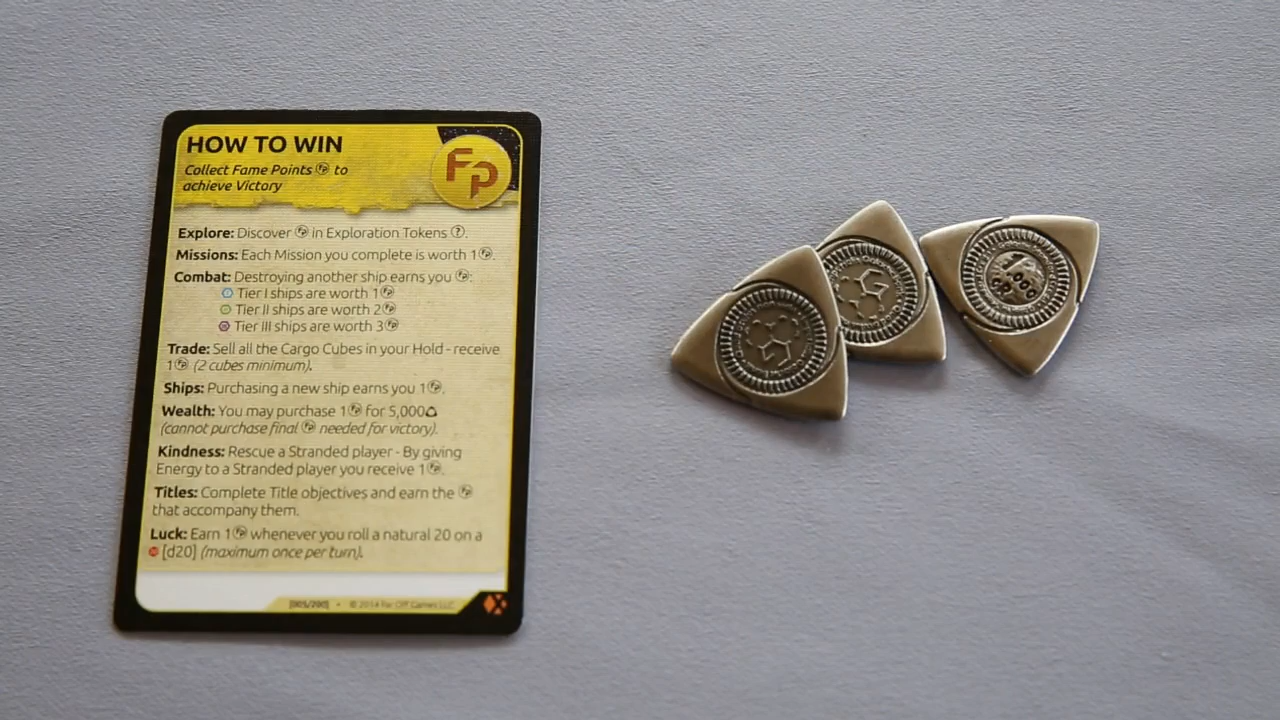 HOW TO WIN
Collect Fame Points to
achieve Victory
FP
Explore: Discover in Exploration Tokens ?.
Missions: Each Mission you complete is worth 1.
Combat: Destroying another ship earns you :
Tier I ships are worth 1
Tier II ships are worth 2
Tier III ships are worth 3
Trade: Sell all the Cargo Cubes in your Hold - receive
1 (2 cubes minimum).
Ships: Purchasing a new ship earns you 1.
Wealth: You may purchase 1 for 5,000
(cannot purchase final needed for victory).
Kindness: Rescue a Stranded player - By giving
Energy to a Stranded player you receive 1.
Titles: Complete Title objectives and earn the
that accompany them.
Luck: Earn 1 whenever you roll a natural 20 on a
[d20] (maximum once per turn).
[005/200] • © 2014 Far Off Games LLC
1
000